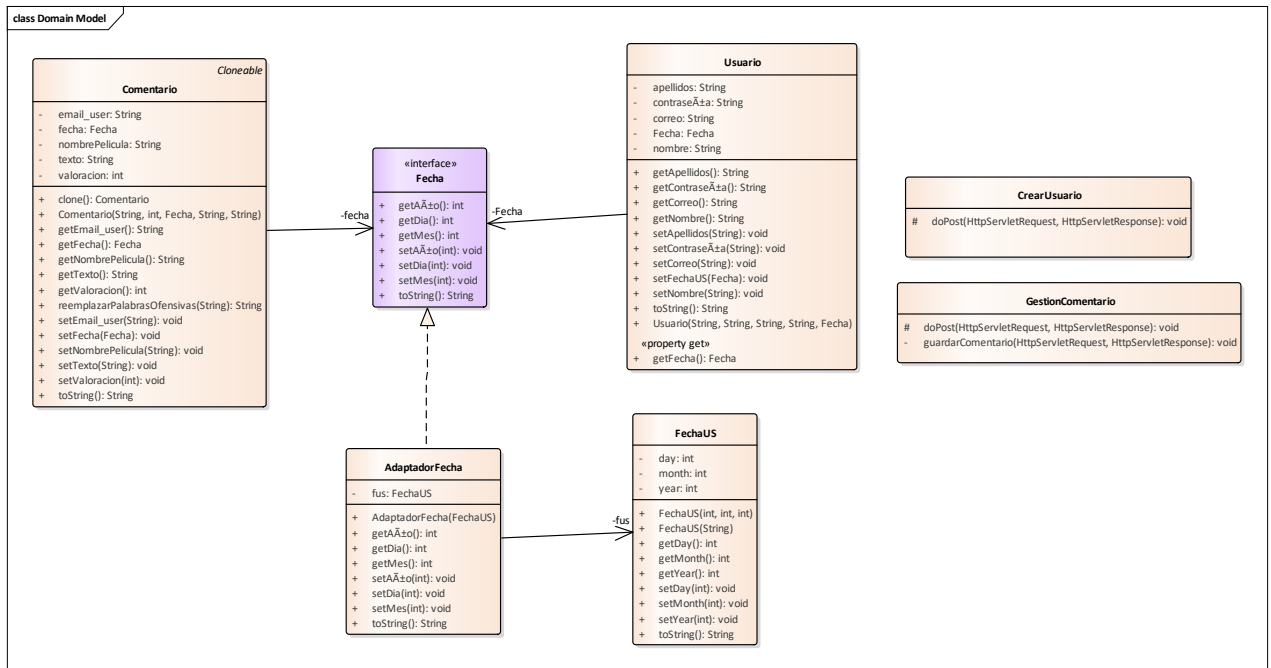 class Domain Model
Cloneable
Comentario
- email_user: String
- fecha: Fecha
- nombrePelicula: String
- texto: String
- valoracion: int
+ clone(): Comentario
+ Comentario(String, int, Fecha, String, String)
+ getEmail_user(): String
+ getFecha(): Fecha
+ getNombrePelicula(): String
+ getTexto(): String
+ getValoracion(): int
+ reemplazarPalabrasOfensivas(String): String
+ setEmail_user(String): void
+ setFecha(Fecha): void
+ setNombrePelicula(String): void
+ setTexto(String): void
+ setValoracion(int): void
+ toString(): String
-fecha
«interface»
Fecha
+ getAÃ±o(): int
+ getDia(): int
+ getMes(): int
+ setAÃ±o(int): void
+ setDia(int): void
+ setMes(int): void
+ toString(): String
-Fecha
Usuario
- apellidos: String
- contraseÃ±a: String
- correo: String
- Fecha: Fecha
- nombre: String
+ getApellidos(): String
+ getContraseÃ±a(): String
+ getCorreo(): String
+ getNombre(): String
+ setApellidos(String): void
+ setContraseÃ±a(String): void
+ setCorreo(String): void
+ setFechaUS(Fecha): void
+ setNombre(String): void
+ toString(): String
+ Usuario(String, String, String, String, Fecha)
«property get»
+ getFecha(): Fecha
CrearUsuario
# doPost(HttpServletRequest, HttpServletResponse): void
GestionComentario
# doPost(HttpServletRequest, HttpServletResponse): void
- guardarComentario(HttpServletRequest, HttpServletResponse): void
AdaptadorFecha
- fus: FechaUS
+ AdaptadorFecha(FechaUS)
+ getAÃ±o(): int
+ getDia(): int
+ getMes(): int
+ setAÃ±o(int): void
+ setDia(int): void
+ setMes(int): void
+ toString(): String
-fus
FechaUS
- day: int
- month: int
- year: int
+ FechaUS(int, int, int)
+ FechaUS(String)
+ getDay(): int
+ getMonth(): int
+ getYear(): int
+ setDay(int): void
+ setMonth(int): void
+ setYear(int): void
+ toString(): String